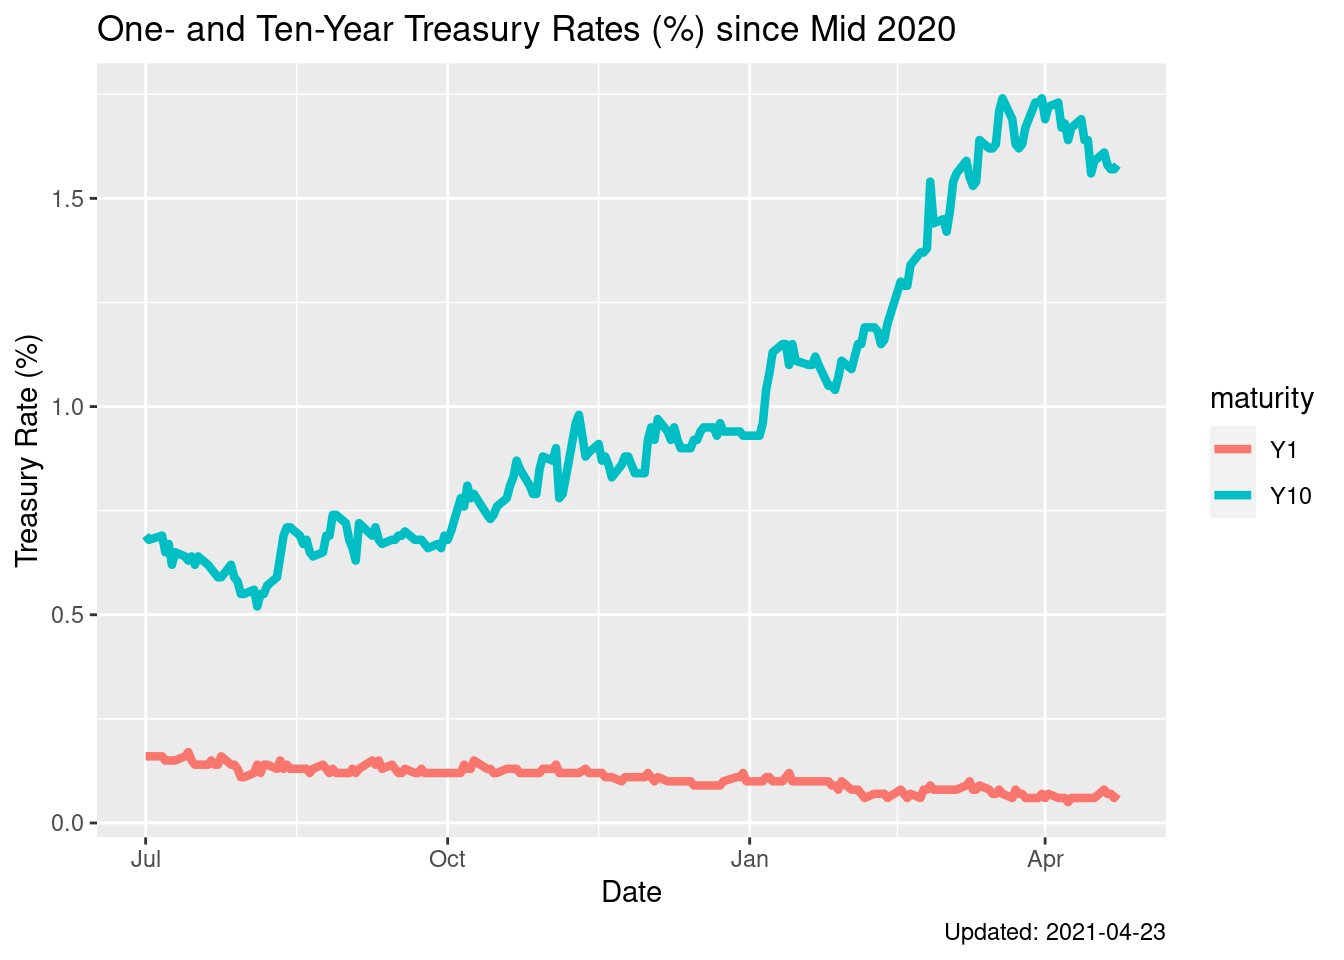 One- and Ten-Year Treasury Rates (%) since Mid 2020
Treasury Rate (%)
1.5
1.0
0.5
0.0
Jul Oct Jan Apr
Date
maturity
Y1
Y10
Updated: 2021-04-23